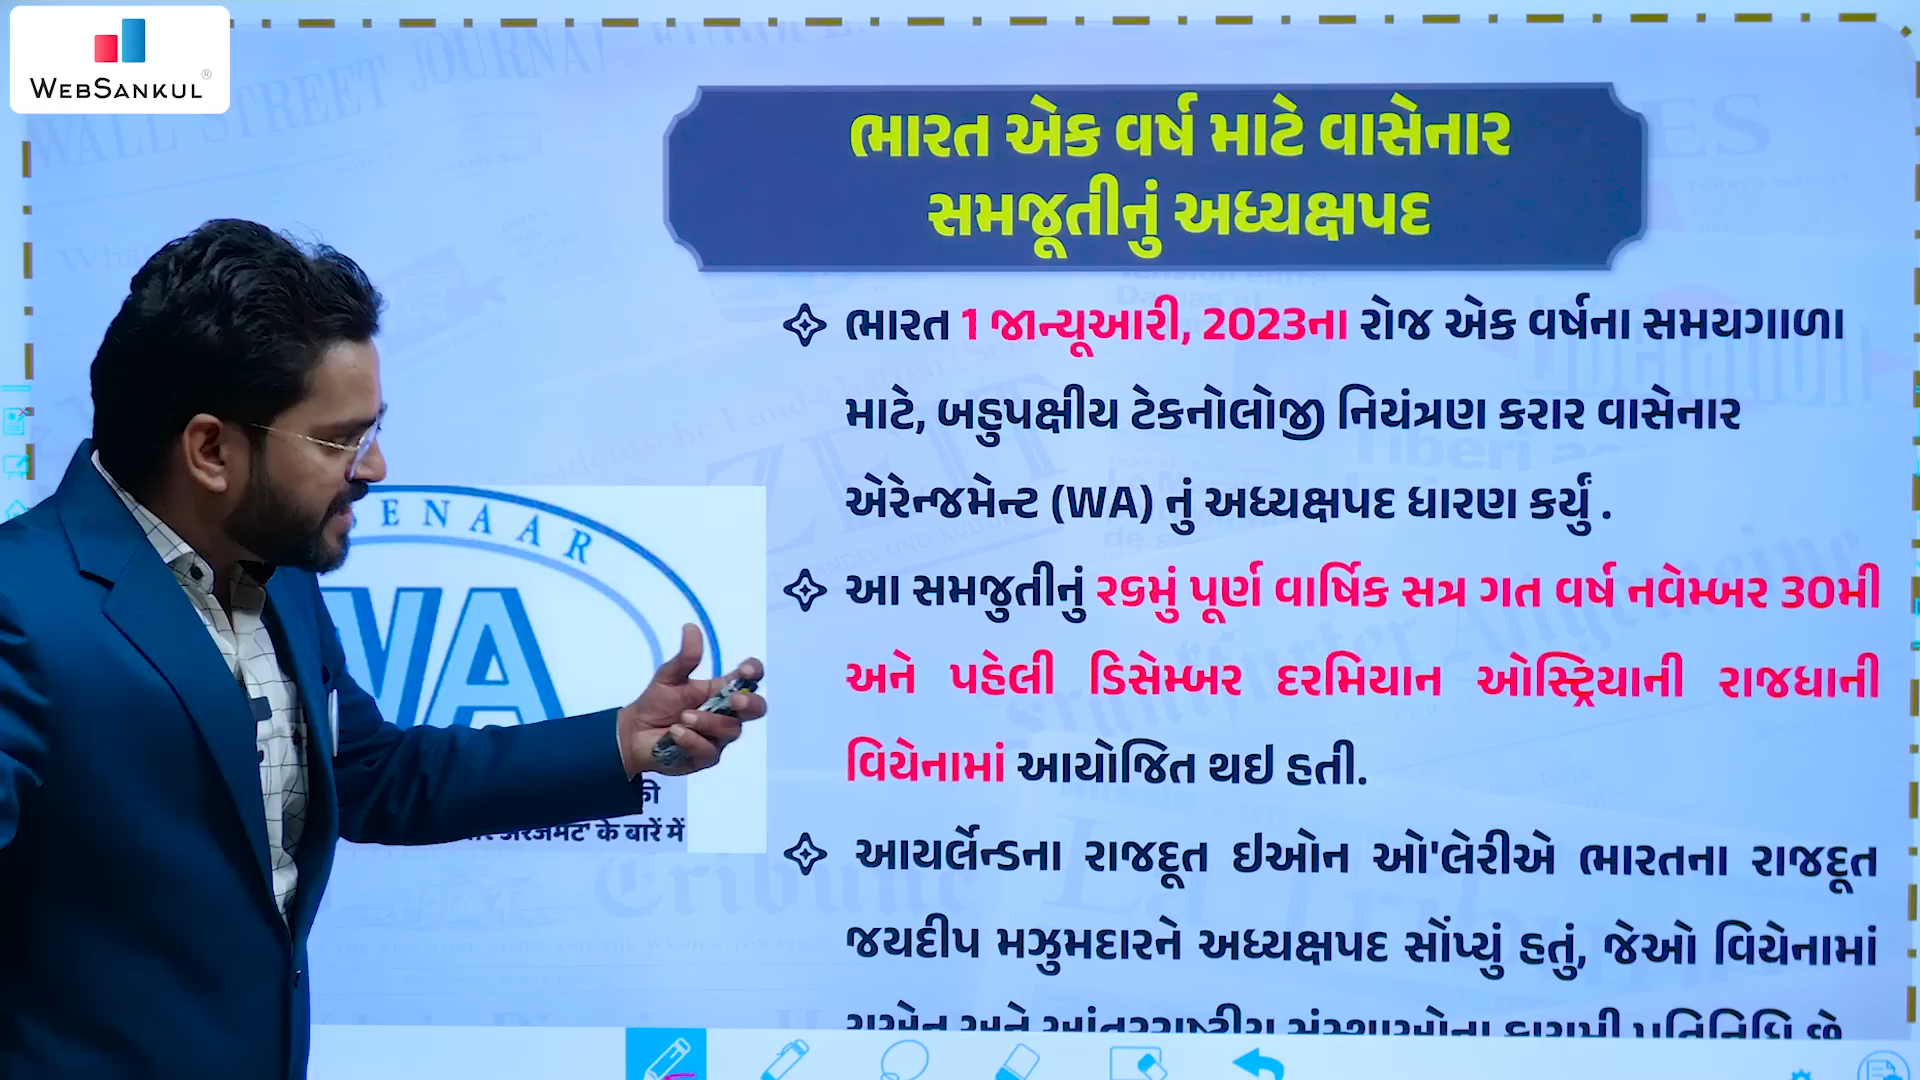 WEBSANKUL®
ભારત એક વર્ષ માટે વાસેનાર
સમજૂતીનું અધ્યક્ષપદ
ભારત 1 જાન્યૂઆરી, 2023ના રોજ એક વર્ષના સમયગાળા
માટે, બહુપક્ષીય ટેકનોલોજી નિયંત્રણ કરાર વાસેનાર
એરેન્જમેન્ટ (WA) નું અધ્યક્ષપદ ધારણ કર્યું .
આ સમજુતીનું ૨૬મું પૂર્ણ વાર્ષિક સત્ર ગત વર્ષ નવેમ્બર 30મી
અને પહેલી ડિસેમ્બર દરમિયાન ઓસ્ટ્રિયાની રાજધાની
વિયેનામાં આયોજિત થઇ હતી.
આયર્લેન્ડના રાજદૂત ઇઓન ઓ'લેરીએ ભારતના રાજદૂત
જયદીપ મઝુમદારને અધ્યક્ષપદ સોંપ્યું હતું, જેઓ વિયેનામાં
ENAAR
WA
के बारें में